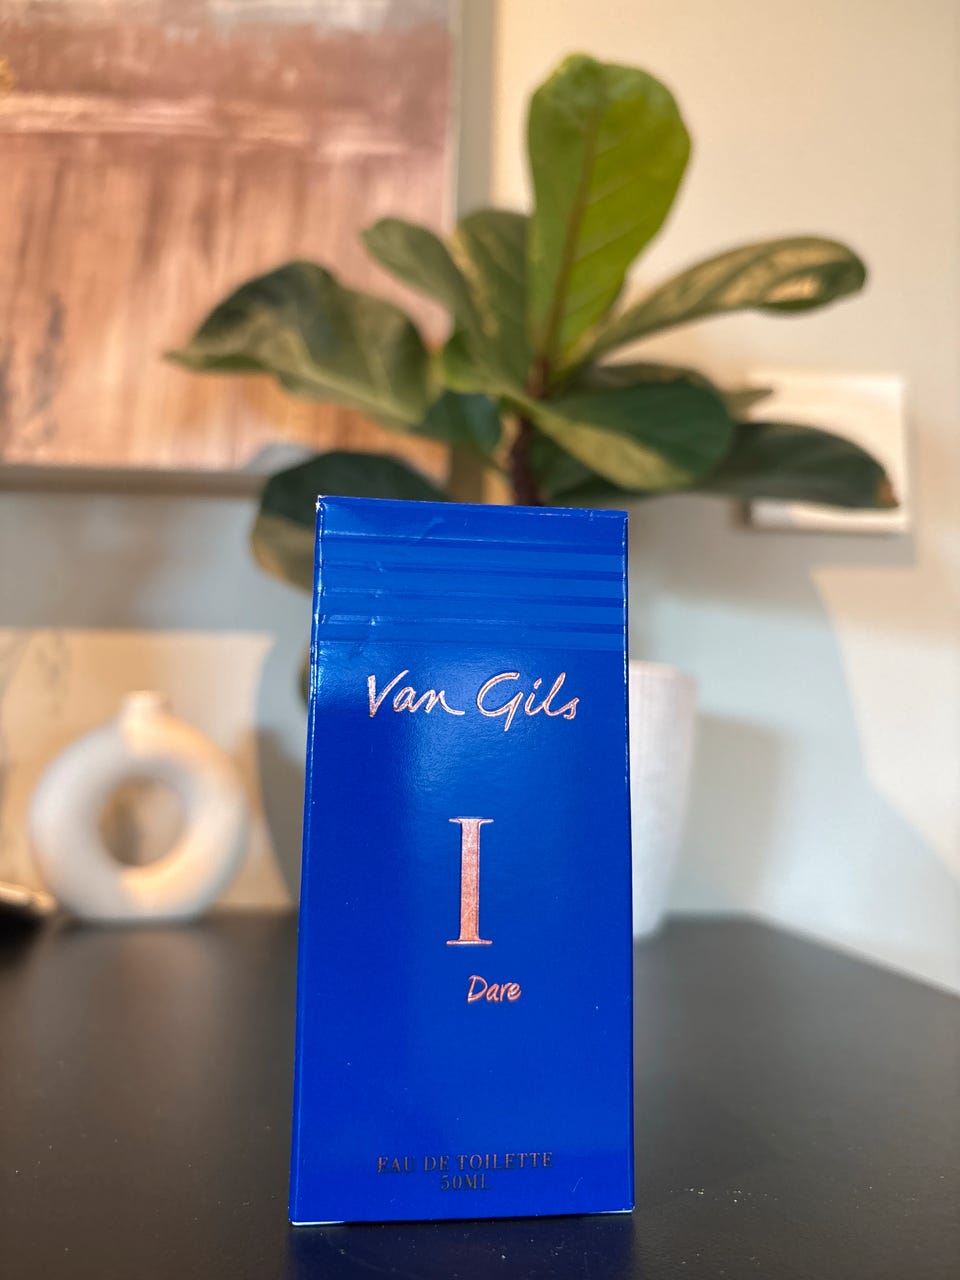 Van Gils
I
Dare
EAU DE TOILETTE
50ML